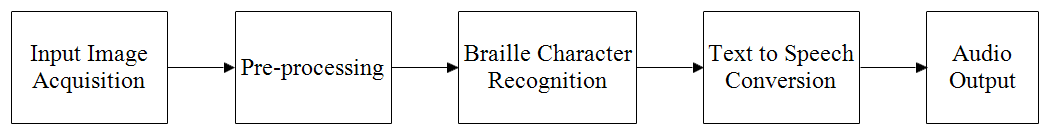 Input Image
Acquisition
Pre-processing
Braille Character
Recognition
Text to Speech
Conversion
Audio
Output